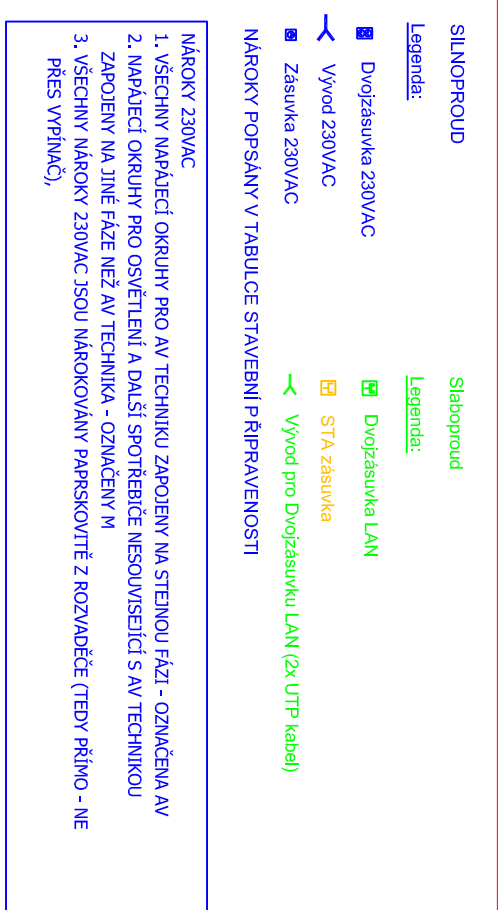 SILNOPROUD
Legenda:
Dvojzásuvka 230VAC
Vývod 230VAC
Zásuvka 230VAC
Slaboproud
Legenda:
Dvojzásuvka LAN
STA zásuvka
Vývod pro Dvojzásuvku LAN (2x UTP kabel)
NÁROKY POPSÁNY V TABULCE STAVEBNÍ PŘIPRAVENOSTI
NÁROKY 230VAC
1. VŠECHNY NAPÁJECÍ OKRUHY PRO AV TECHNIKU ZAPOJENY NA STEJNOU FÁZI - OZNAČENA AV
2. NAPÁJECÍ OKRUHY PRO OSVĚTLENÍ A DALŠÍ SPOTŘEBIČE NESOUVISEJÍCÍ S AV TECHNIKOU
ZAPOJENY NA JINÉ FÁZE NEŽ AV TECHNIKA - OZNAČENY M
3. VŠECHNY NÁROKY 230VAC JSOU NÁROKOVÁNY PAPRSKOVITĚ Z ROZVADĚČE (TEDY PŘÍMO - NE
PŘES VYPÍNAČ),